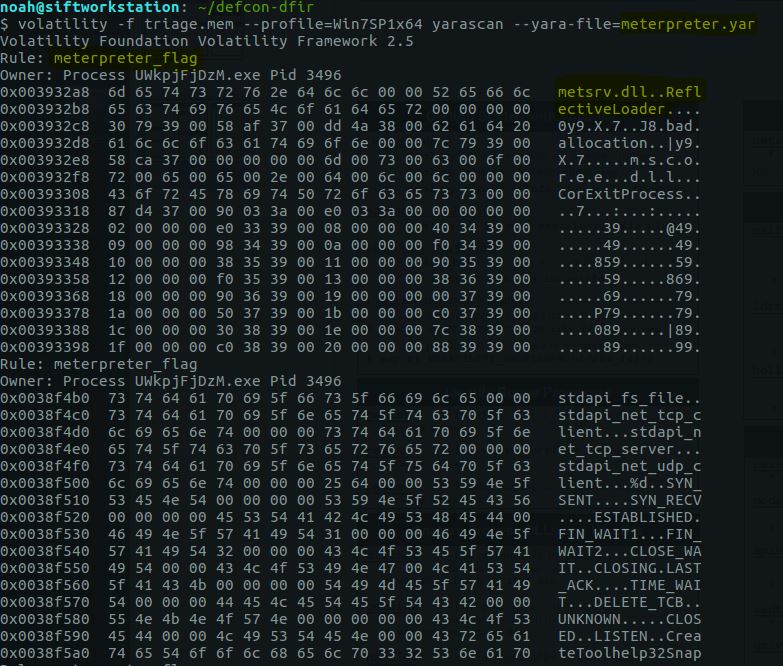 noah@siftworkstation: ~/defcon-dfir
$ volatility -f triage.mem --profile=Win7SP1x64 yarascan --yara-file=meterpreter.yar
Volatility Foundation Volatility Framework 2.5
Rule: meterpreter_flag
Owner: Process UWkpjFjDzM.exe Pid 3496
0x003932a8  6d 65 74 73 72 76 2e 64 6c 6c 00 00 52 65 66 6c   metsrv.dll..Refl
0x003932b8  65 63 74 69 76 65 4c 6f 61 64 65 72 00 00 00 00   ectiveLoader....
0x003932c8  30 79 39 00 58 af 37 00 dd 4a 38 00 62 61 64 20   0y9.X.7..J8.bad.
0x003932d8  61 6c 6c 6f 63 61 74 69 6f 6e 00 00 7c 79 39 00   allocation..|y9.
0x003932e8  58 ca 37 00 00 00 00 00 6d 00 73 00 63 00 6f 00   X.7.....m.s.c.o.
0x003932f8  72 00 65 00 65 00 2e 00 64 00 6c 00 6c 00 00 00   r.e.e...d.l.l...
0x00393308  43 6f 72 45 78 69 74 50 72 6f 63 65 73 73 00 00   CorExitProcess..
0x00393318  87 d4 37 00 90 03 3a 00 e0 03 3a 00 00 00 00 00   ..7...:...:.....
0x00393328  02 00 00 00 e0 33 39 00 08 00 00 00 40 34 39 00   .....39.....@49.
0x00393338  09 00 00 00 98 34 39 00 0a 00 00 00 f0 34 39 00   .....49......49.
0x00393348  10 00 00 00 38 35 39 00 11 00 00 00 90 35 39 00   ....859......59.
0x00393358  12 00 00 00 f0 35 39 00 13 00 00 00 38 36 39 00   .....59.....869.
0x00393368  18 00 00 00 90 36 39 00 19 00 00 00 00 37 39 00   .....69......79.
0x00393378  1a 00 00 00 50 37 39 00 1b 00 00 00 c0 37 39 00   ....P79......79.
0x00393388  1c 00 00 00 30 38 39 00 1e 00 00 00 7c 38 39 00   ....089.....|89.
0x00393398  1f 00 00 00 c0 38 39 00 20 00 00 00 88 39 39 00   .....89......99.
Rule: meterpreter_flag
Owner: Process UWkpjFjDzM.exe Pid 3496
0x0038f4b0  73 74 64 61 70 69 5f 66 73 5f 66 69 6c 65 00 00   stdapi_fs_file..
0x0038f4c0  73 74 64 61 70 69 5f 6e 65 74 5f 74 63 70 5f 63   stdapi_net_tcp_c
0x0038f4d0  6c 69 65 6e 74 00 00 00 73 74 64 61 70 69 5f 6e   lient...stdapi_n
0x0038f4e0  65 74 5f 74 63 70 5f 73 65 72 76 65 72 00 00 00   et_tcp_server...
0x0038f4f0  73 74 64 61 70 69 5f 6e 65 74 5f 75 64 70 5f 63   stdapi_net_udp_c
0x0038f500  6c 69 65 6e 74 00 00 00 25 64 00 00 53 59 4e 5f   lient...%d..SYN_
0x0038f510  53 45 4e 54 00 00 00 00 53 59 4e 5f 52 45 43 56   SENT....SYN_RECV
0x0038f520  00 00 00 00 45 53 54 41 42 4c 49 53 48 45 44 00   ....ESTABLISHED.
0x0038f530  46 49 4e 5f 57 41 49 54 31 00 00 00 46 49 4e 5f   FIN_WAIT1...FIN_
0x0038f540  57 41 49 54 32 00 00 00 43 4c 4f 53 45 5f 57 41   WAIT2...CLOSE_WA
0x0038f550  49 54 00 00 43 4c 4f 53 49 4e 47 00 4c 41 53 54   IT..CLOSING.LAST
0x0038f560  5f 41 43 4b 00 00 00 00 54 49 4d 45 5f 57 41 49   _ACK....TIME_WAI
0x0038f570  54 00 00 00 44 45 4c 45 54 45 5f 54 43 42 00 00   T...DELETE_TCB..
0x0038f580  55 4e 4b 4e 4f 57 4e 00 00 00 00 00 43 4c 4f 53   UNKNOWN.....CLOS
0x0038f590  45 44 00 00 4c 49 53 54 45 4e 00 00 43 72 65 61   ED..LISTEN..Crea
0x0038f5a0  74 65 54 6f 6f 6c 68 65 6c 70 33 32 53 6e 61 70   teToolhelp32Snap